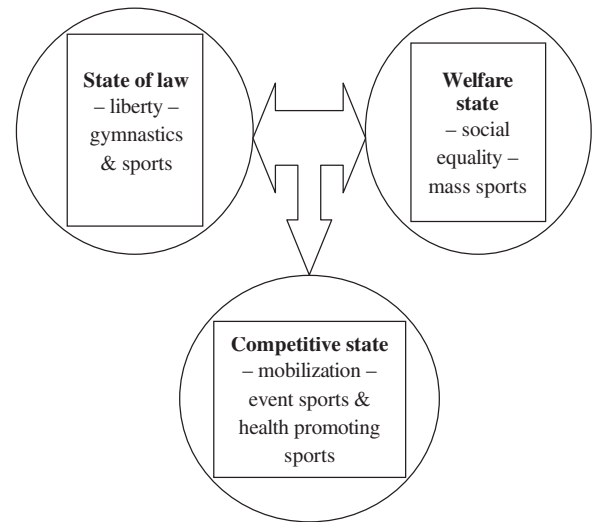 State of law
– liberty –
gymnastics
& sports
Welfare
state
– social
equality –
mass sports
Competitive state
– mobilization –
event sports &
health promoting
sports